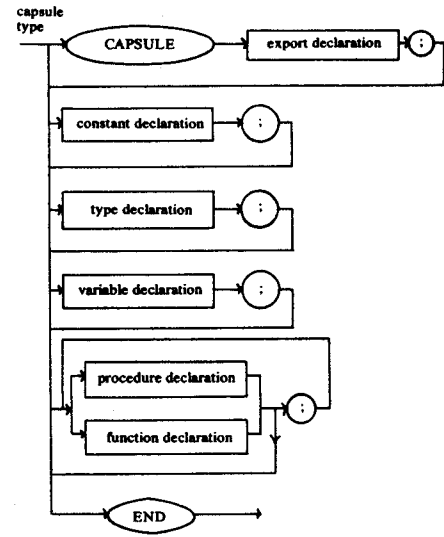 capsule
type
CAPSULE
export declaration
;
constant declaration
;
type declaration
;
variable declaration
;
procedure declaration
;
function declaration
END